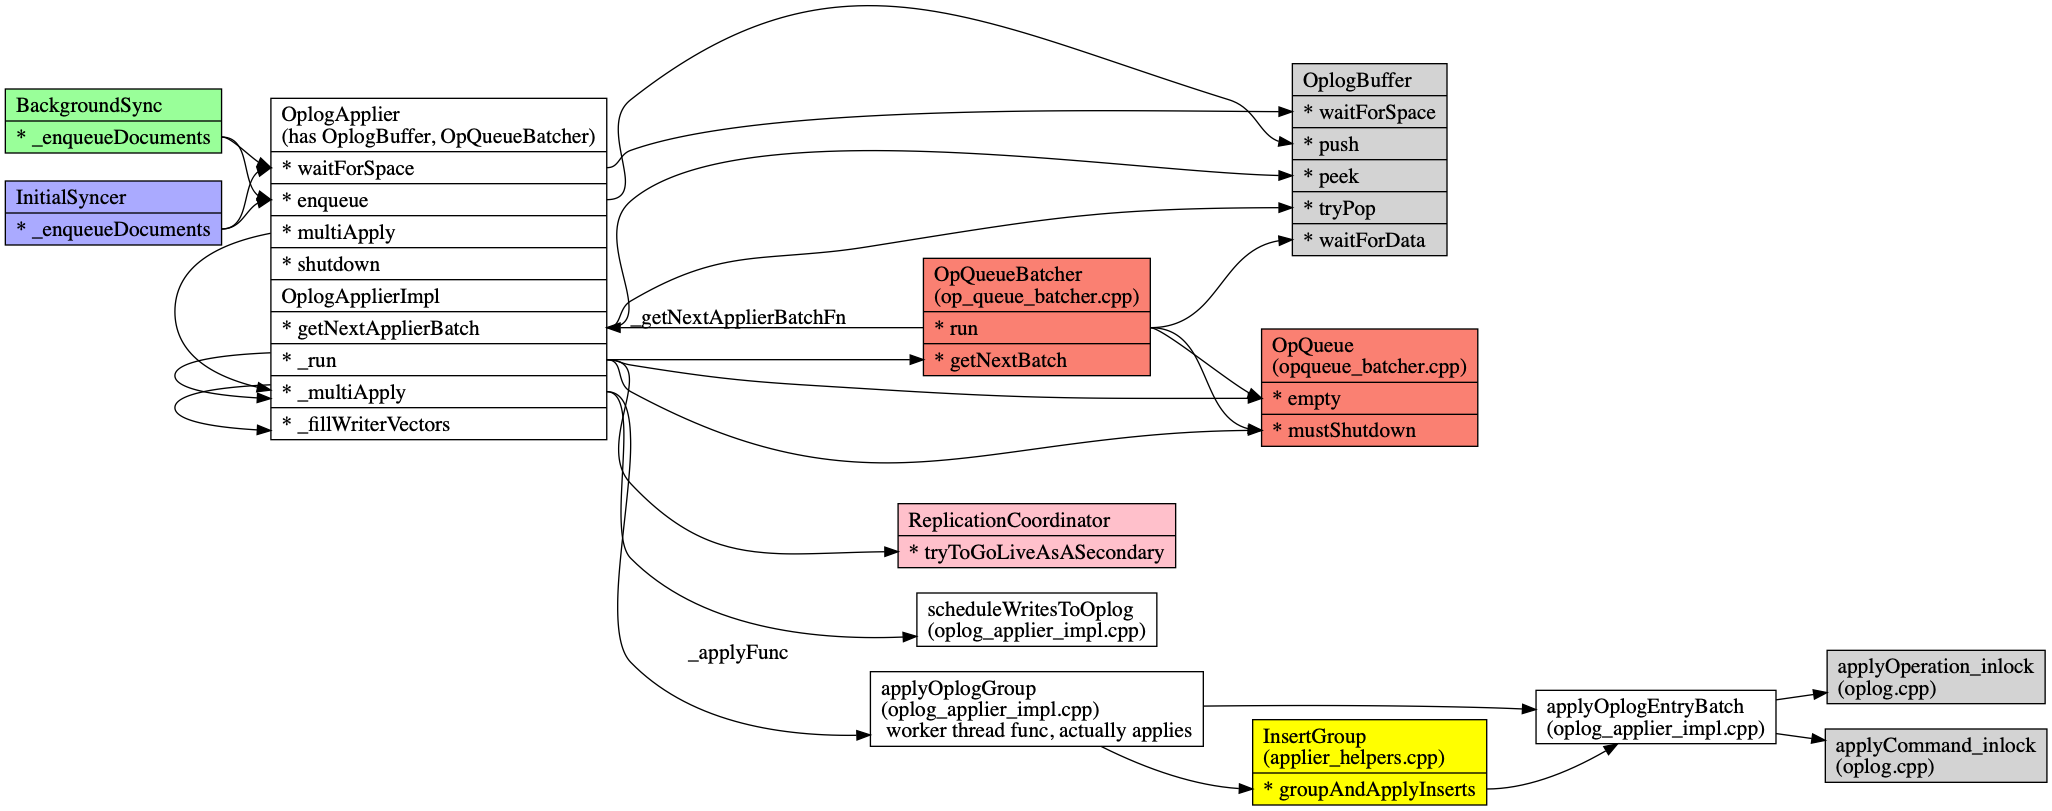 BackgroundSync
* _enqueueDocuments
InitialSyncer
* _enqueueDocuments
OplogApplier
(has OplogBuffer, OpQueueBatcher)
* waitForSpace
* enqueue
* multiApply
* shutdown
OplogApplierImpl
* getNextApplierBatch
* _run
* _multiApply
* _fillWriterVectors
_getNextApplierBatchFn
OpQueueBatcher
(op_queue_batcher.cpp)
* run
* getNextBatch
OplogBuffer
* waitForSpace
* push
* peek
* tryPop
* waitForData
OpQueue
(opqueue_batcher.cpp)
* empty
* mustShutdown
ReplicationCoordinator
* tryToGoLiveAsASecondary
scheduleWritesToOplog
(oplog_applier_impl.cpp)
_applyFunc
applyOplogGroup
(oplog_applier_impl.cpp)
worker thread func, actually applies
InsertGroup
(applier_helpers.cpp)
* groupAndApplyInserts
applyOplogEntryBatch
(oplog_applier_impl.cpp)
applyOperation_inlock
(oplog.cpp)
applyCommand_inlock
(oplog.cpp)